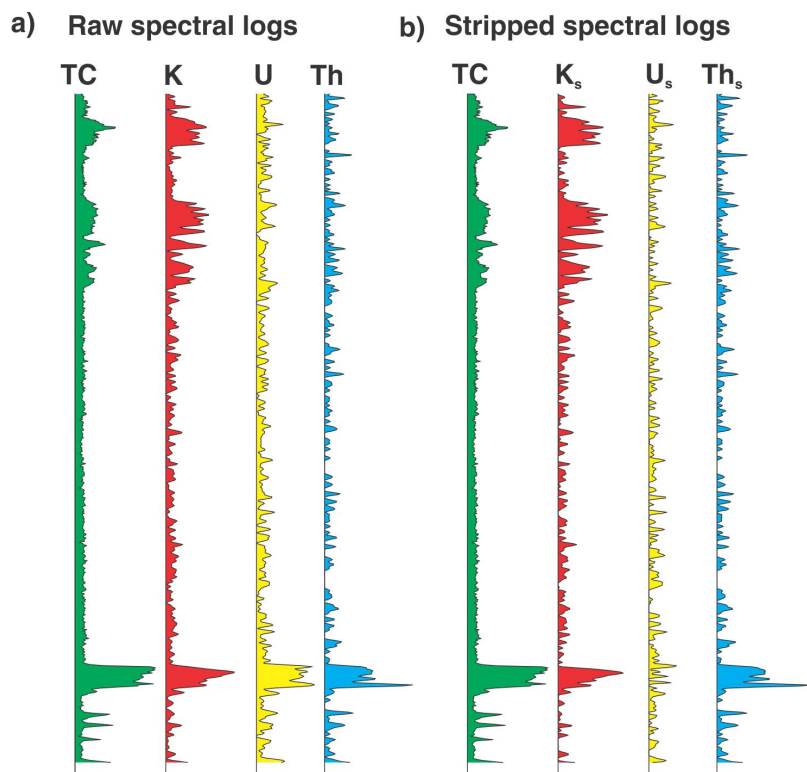 a) Raw spectral logs
TC K U Th
b) Stripped spectral logs
TC Ks Us Ths